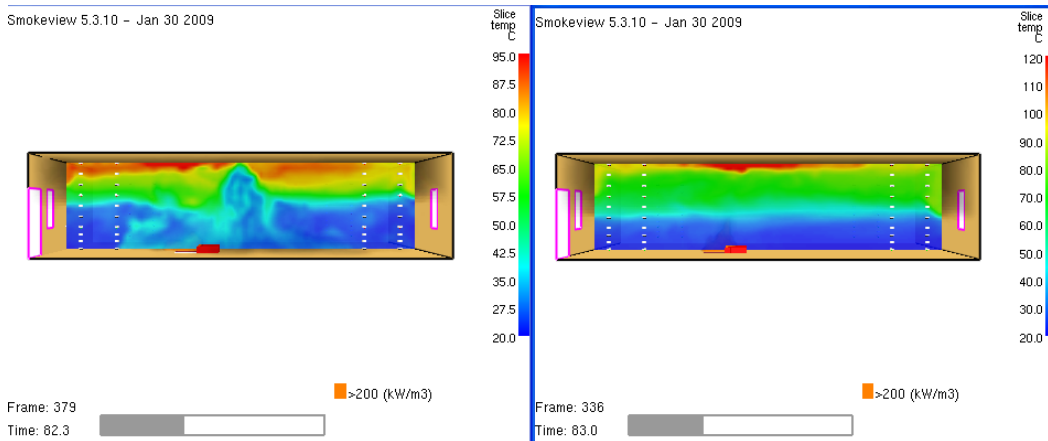 Smokeview 5.3.10 - Jan 30 2009
Slice
temp
C
95.0
87.5
80.0
72.5
65.0
57.5
50.0
42.5
35.0
27.5
20.0
>200 (kW/m3)
Frame: 379
Time: 82.3
Smokeview 5.3.10 - Jan 30 2009
Slice
temp
C
120
110
100
90.0
80.0
70.0
60.0
50.0
40.0
30.0
20.0
>200 (kW/m3)
Frame: 336
Time: 83.0